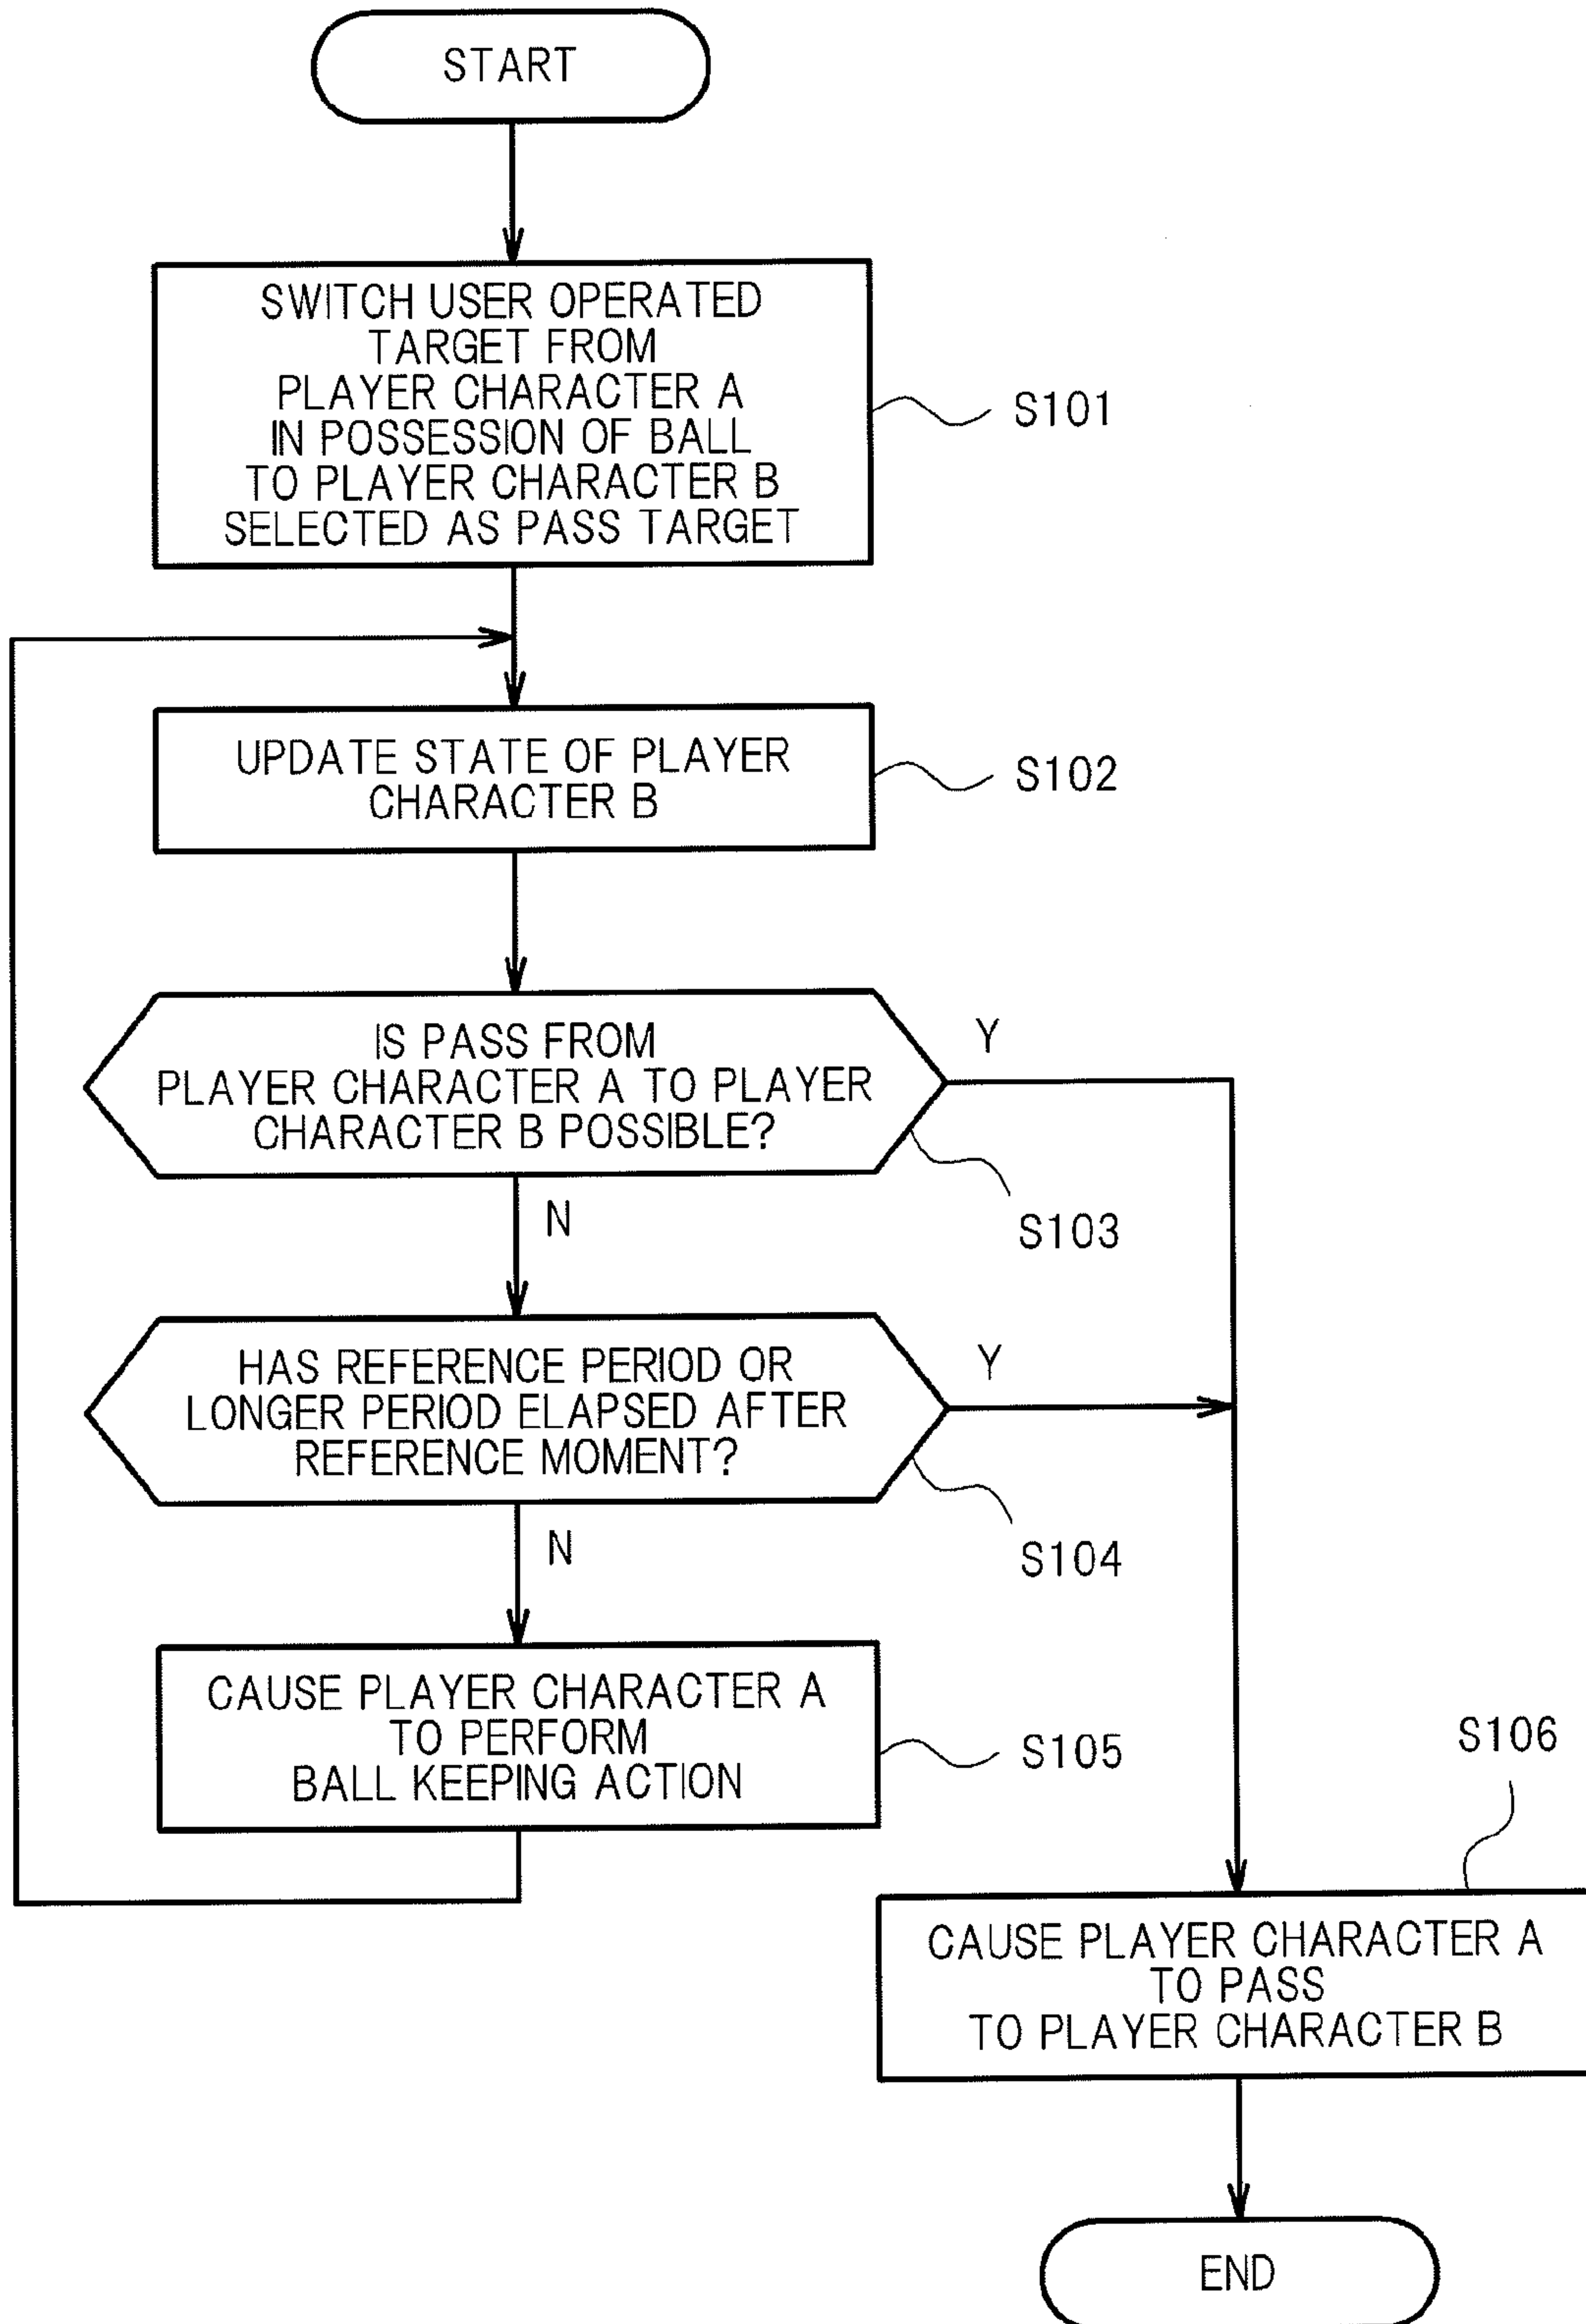 START
SWITCH USER OPERATED
TARGET FROM
PLAYER CHARACTER A
IN POSSESSION OF BALL
TO PLAYER CHARACTER B
SELECTED AS PASS TARGET
S101
UPDATE STATE OF PLAYER
CHARACTER B
S102
IS PASS FROM
PLAYER CHARACTER A TO PLAYER
CHARACTER B POSSIBLE?
Y
S103
N
HAS REFERENCE PERIOD OR
LONGER PERIOD ELAPSED AFTER
REFERENCE MOMENT?
Y
S104
N
CAUSE PLAYER CHARACTER A
TO PERFORM
BALL KEEPING ACTION
S105
S106
CAUSE PLAYER CHARACTER A
TO PASS
TO PLAYER CHARACTER B
END